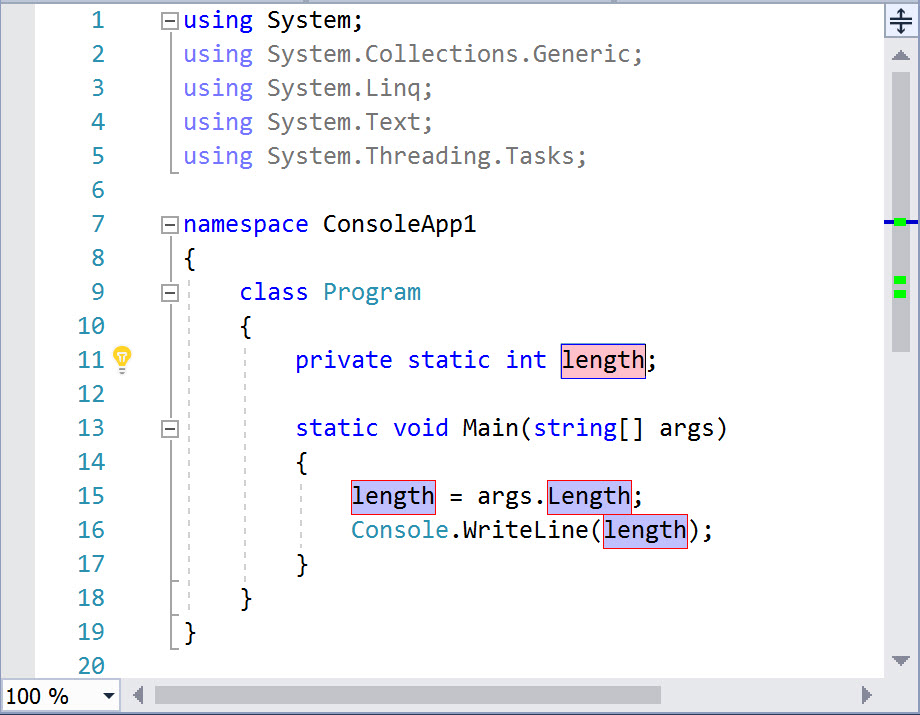 1 using System;
2 using System.Collections.Generic;
3 using System.Linq;
4 using System.Text;
5 using System.Threading.Tasks;
6
7 namespace ConsoleApp1
8 {
9 class Program
10 {
11 private static int length;
12
13 static void Main(string[] args)
14 {
15 length = args.Length;
16 Console.WriteLine(length);
17 }
18 }
19 }
20
100 %